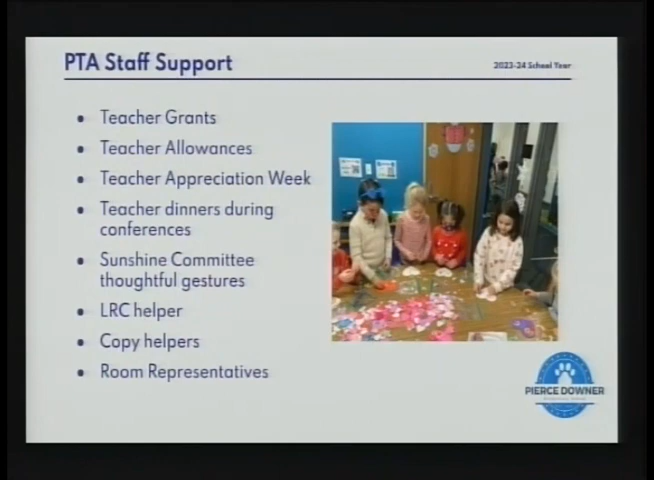 PTA Staff Support
2023-24 School Year
Teacher Grants
Teacher Allowances
Teacher Appreciation Week
Teacher dinners during
conferences
Sunshine Committee
thoughtful gestures
LRC helper
Copy helpers
Room Representatives
PIERCE DOWNER